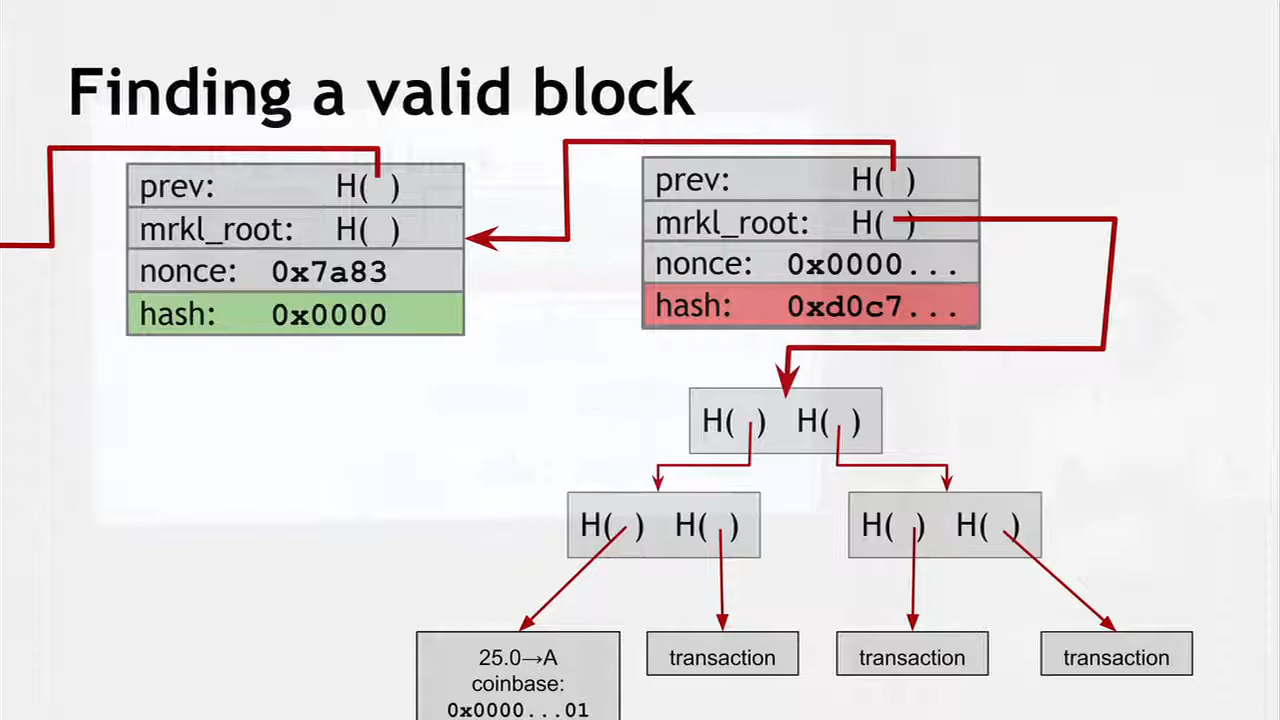 Finding a valid block
prev: H( )
mrkl_root: H( )
nonce: 0x7a83
hash: 0x0000
prev: H( )
mrkl_root: H( )
nonce: 0x0000...
hash: 0xd0c7...
H( ) H( )
H( ) H( )
H( ) H( )
25.0→A
coinbase:
0x0000...01
transaction
transaction
transaction